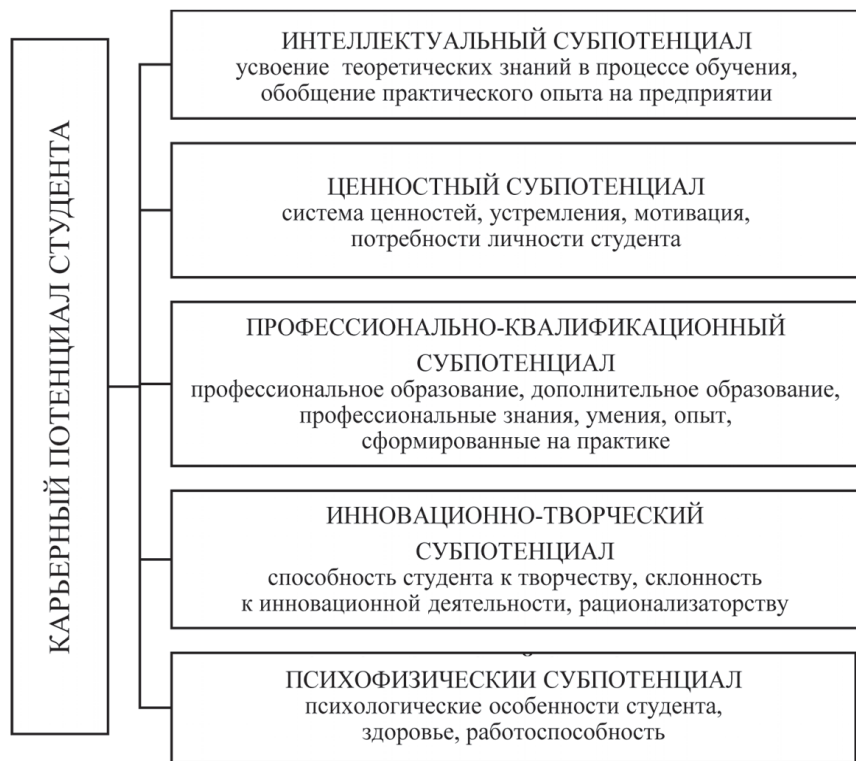 КАРЬЕРНЫЙ ПОТЕНЦИАЛ СТУДЕНТА
ИНТЕЛЛЕКТУАЛЬНЫЙ СУБПОТЕНЦИАЛ
усвоение теоретических знаний в процессе обучения,
обобщение практического опыта на предприятии
ЦЕННОСТНЫЙ СУБПОТЕНЦИАЛ
система ценностей, устремления, мотивация,
потребности личности студента
ПРОФЕССИОНАЛЬНО-КВАЛИФИКАЦИОННЫЙ
СУБПОТЕНЦИАЛ
профессиональное образование, дополнительное образование,
профессиональные знания, умения, опыт,
сформированные на практике
ИННОВАЦИОННО-ТВОРЧЕСКИЙ
СУБПОТЕНЦИАЛ
способность студента к творчеству, склонность
к инновационной деятельности, рационализаторству
ПСИХОФИЗИЧЕСКИЙ СУБПОТЕНЦИАЛ
психологические особенности студента,
здоровье, работоспособность